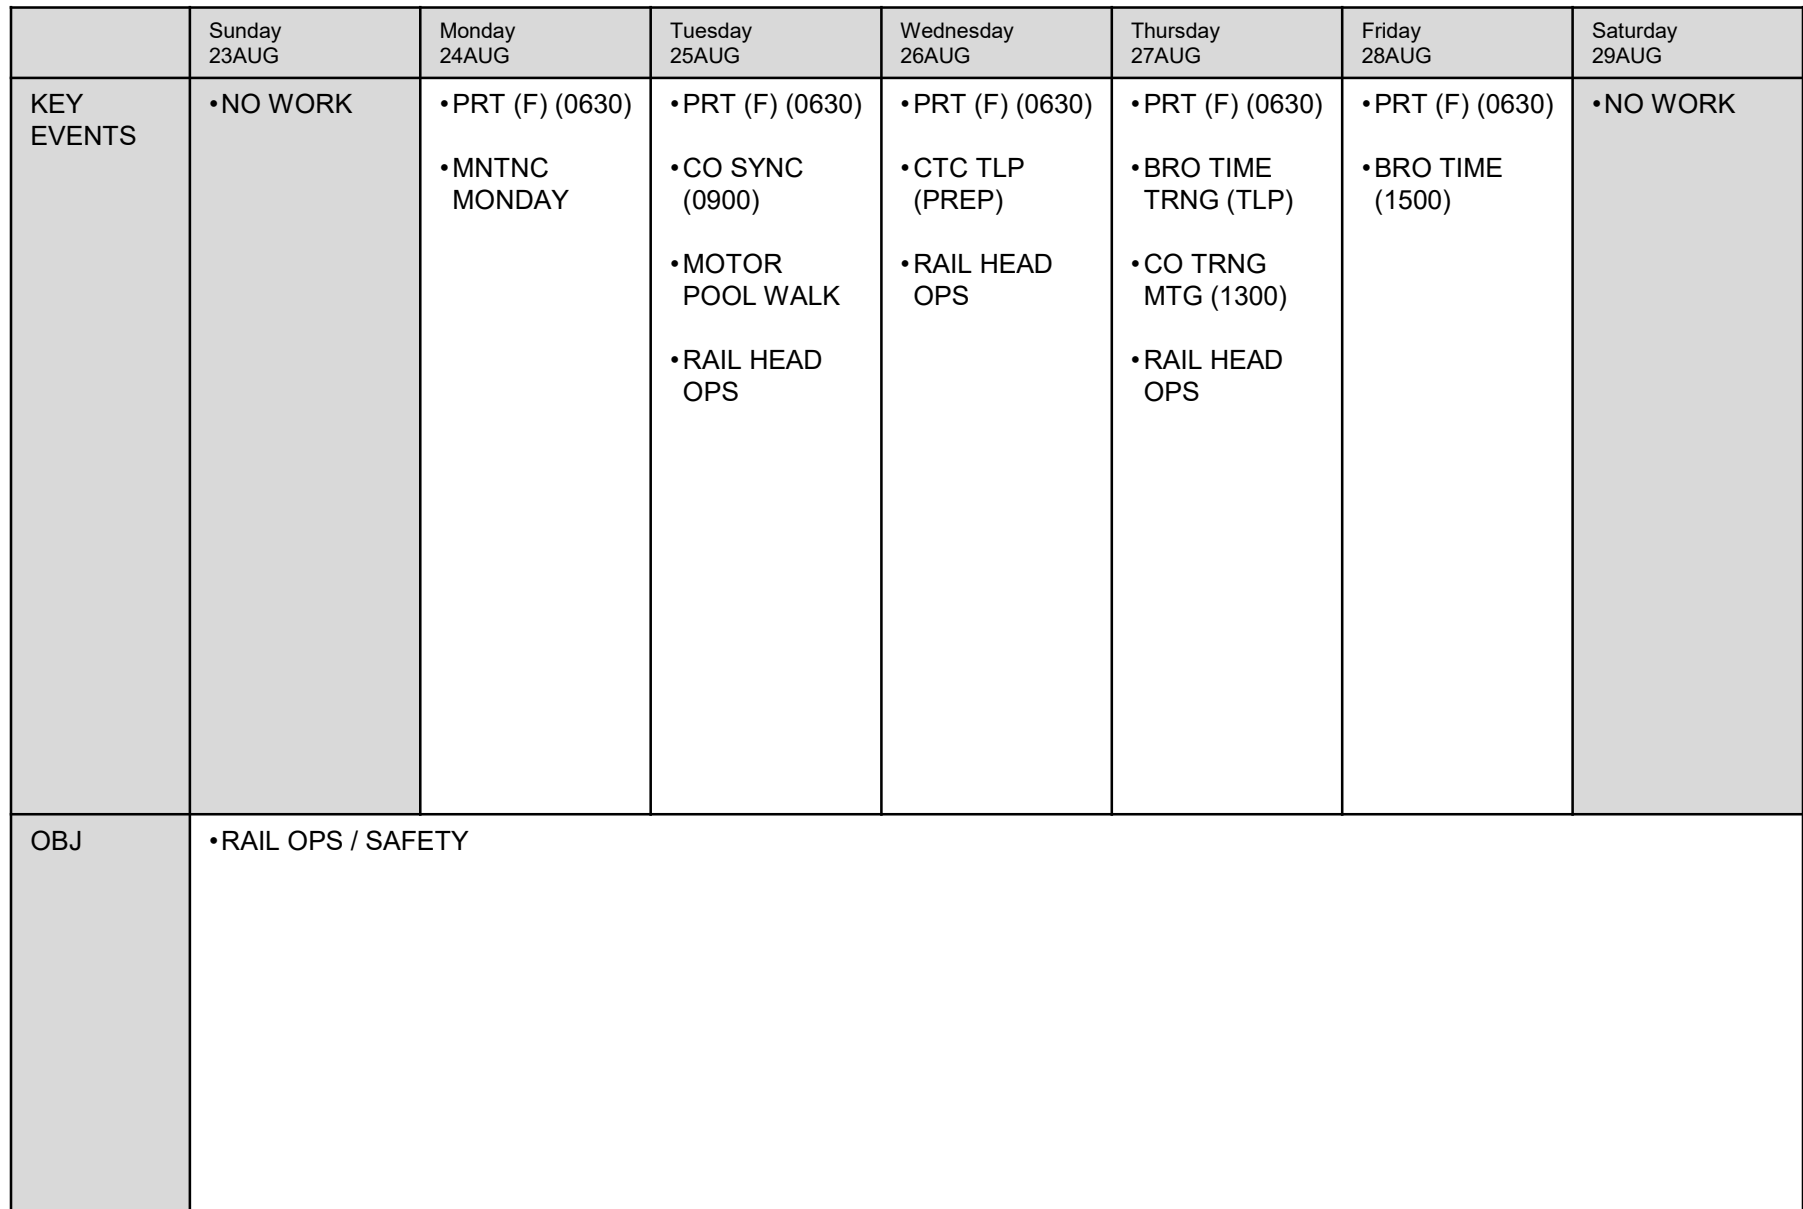 Sunday
23AUG
Monday
24AUG
Tuesday
25AUG
Wednesday
26AUG
Thursday
27AUG
Friday
28AUG
Saturday
29AUG
KEY
EVENTS
•NO WORK
•PRT (F) (0630)
•MNTNC
MONDAY
•PRT (F) (0630)
•CO SYNC
(0900)
•MOTOR
POOL WALK
•RAIL HEAD
OPS
•PRT (F) (0630)
•CTC TLP
(PREP)
•RAIL HEAD
OPS
•PRT (F) (0630)
•BRO TIME
TRNG (TLP)
•CO TRNG
MTG (1300)
•RAIL HEAD
OPS
•PRT (F) (0630)
•BRO TIME
(1500)
•NO WORK
OBJ
•RAIL OPS / SAFETY